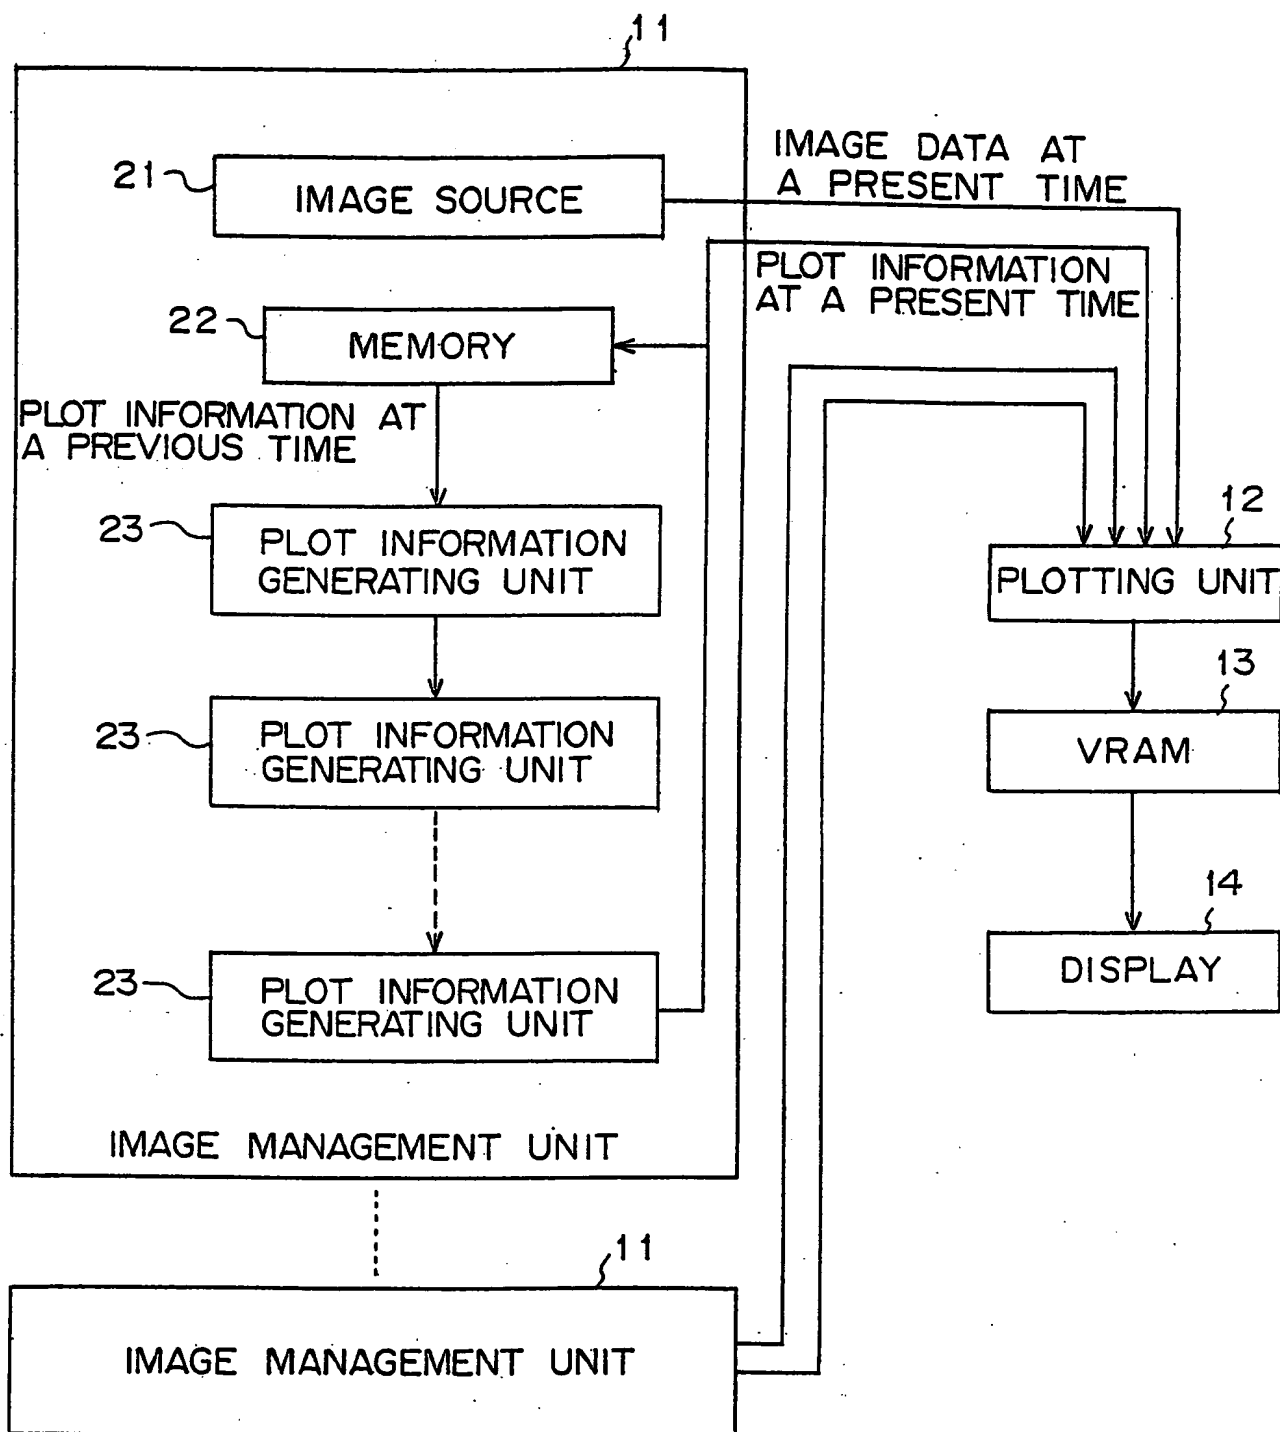 11
IMAGE DATA AT
A PRESENT TIME
21
IMAGE SOURCE
PLOT INFORMATION
AT A PRESENT TIME
22
MEMORY
PLOT INFORMATION AT
A PREVIOUS TIME
12
23
PLOT INFORMATION
GENERATING UNIT
PLOTTING UNIT
13
23
PLOT INFORMATION
GENERATING UNIT
VRAM
14
23
PLOT INFORMATION
GENERATING UNIT
DISPLAY
IMAGE MANAGEMENT UNIT
11
IMAGE MANAGEMENT UNIT